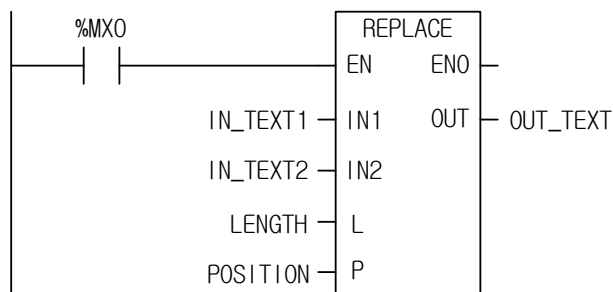 %MX0 REPLACE
EN ENO
IN_TEXT1 IN1 OUT OUT_TEXT
IN_TEXT2 IN2
LENGTH L
POSITION P